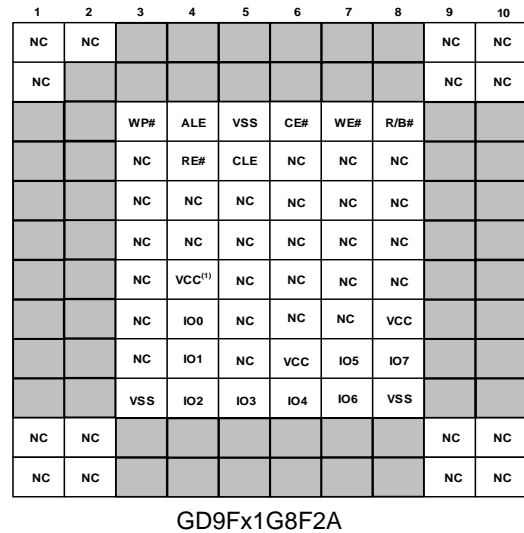 1 2 3 4 5 6 7 8 9 10
NC NC NC NC
NC NC NC
WP# ALE VSS CE# WE# R/B#
NC RE# CLE NC NC NC
NC NC NC NC NC NC
NC NC NC NC NC NC
NC VCC(1) NC NC NC NC
NC IO0 NC NC NC VCC
NC IO1 NC VCC IO5 IO7
VSS IO2 IO3 IO4 IO6 VSS
NC NC NC NC
NC NC NC NC
GD9Fx1G8F2A